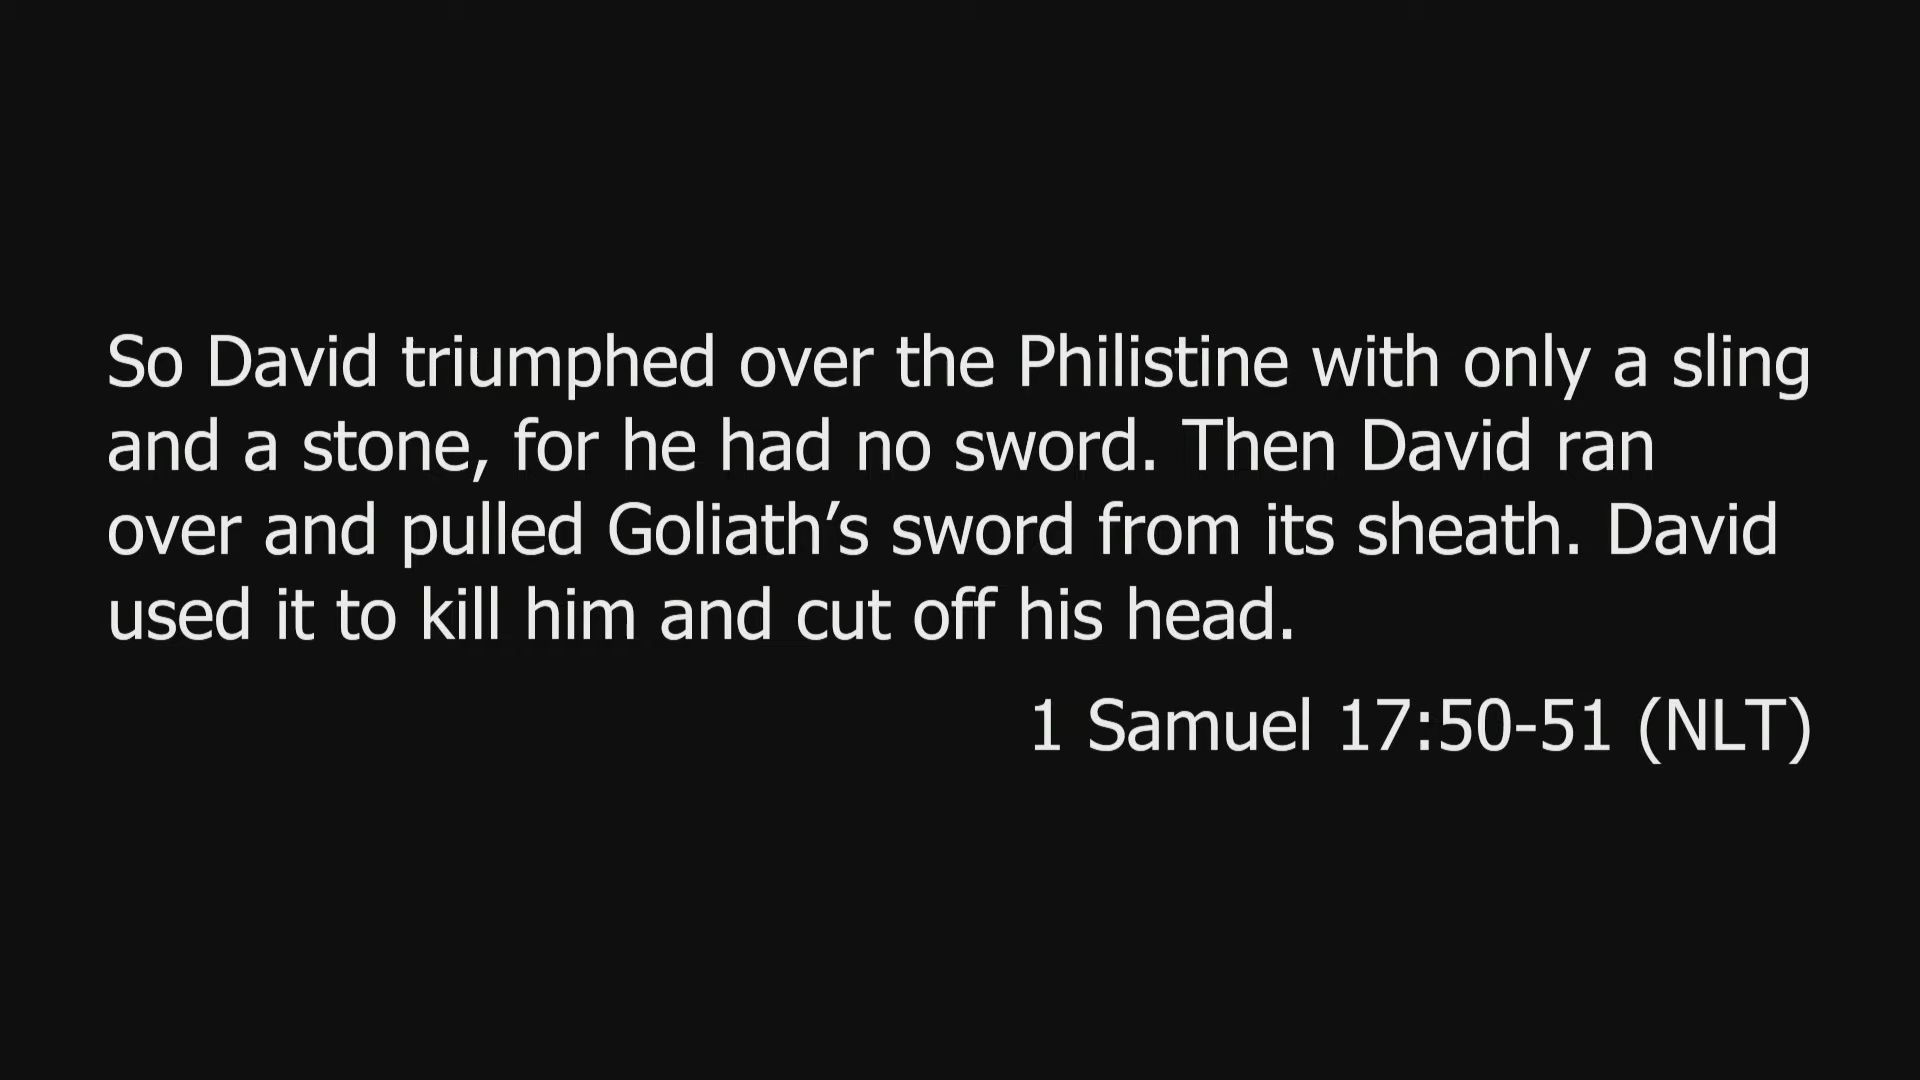 So David triumphed over the Philistine with only a sling
and a stone, for he had no sword. Then David ran
over and pulled Goliath’s sword from its sheath. David
used it to kill him and cut off his head.
1 Samuel 17:50-51 (NLT)